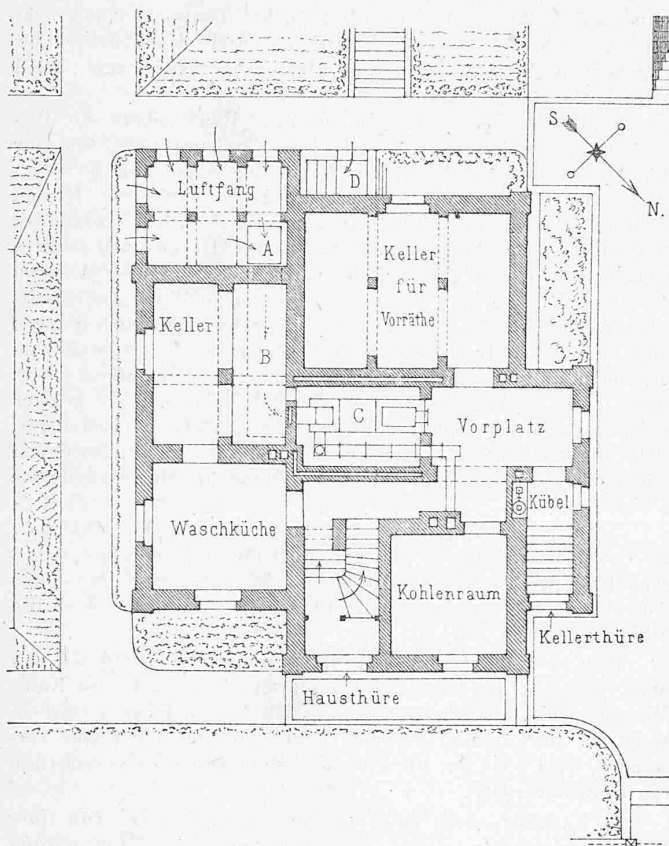 S.
N.
Luftfang
D
A
Keller
für
Vorräthe
Keller
B
C
Vorplatz
Kübel
Waschküche
Kohlenraum
Kellerthüre
Hausthüre